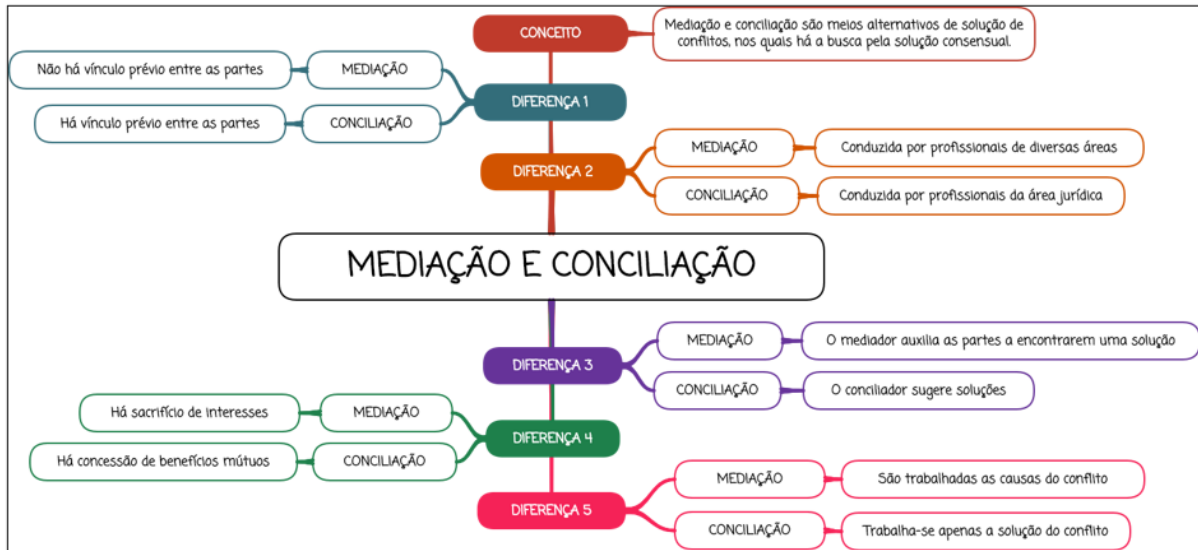 CONCEITO
Mediação e conciliação são meios alternativos de solução de
conflitos, nos quais há a busca pela solução consensual.
DIFERENÇA 1
MEDIAÇÃO
Não há vínculo prévio entre as partes
CONCILIAÇÃO
Há vínculo prévio entre as partes
DIFERENÇA 2
MEDIAÇÃO
Conduzida por profissionais de diversas áreas
CONCILIAÇÃO
Conduzida por profissionais da área jurídica
MEDIAÇÃO E CONCILIAÇÃO
DIFERENÇA 3
MEDIAÇÃO
O mediador auxilia as partes a encontrarem uma solução
CONCILIAÇÃO
O conciliador sugere soluções
DIFERENÇA 4
MEDIAÇÃO
Há sacrifício de interesses
CONCILIAÇÃO
Há concessão de benefícios mútuos
DIFERENÇA 5
MEDIAÇÃO
São trabalhadas as causas do conflito
CONCILIAÇÃO
Trabalha-se apenas a solução do conflito